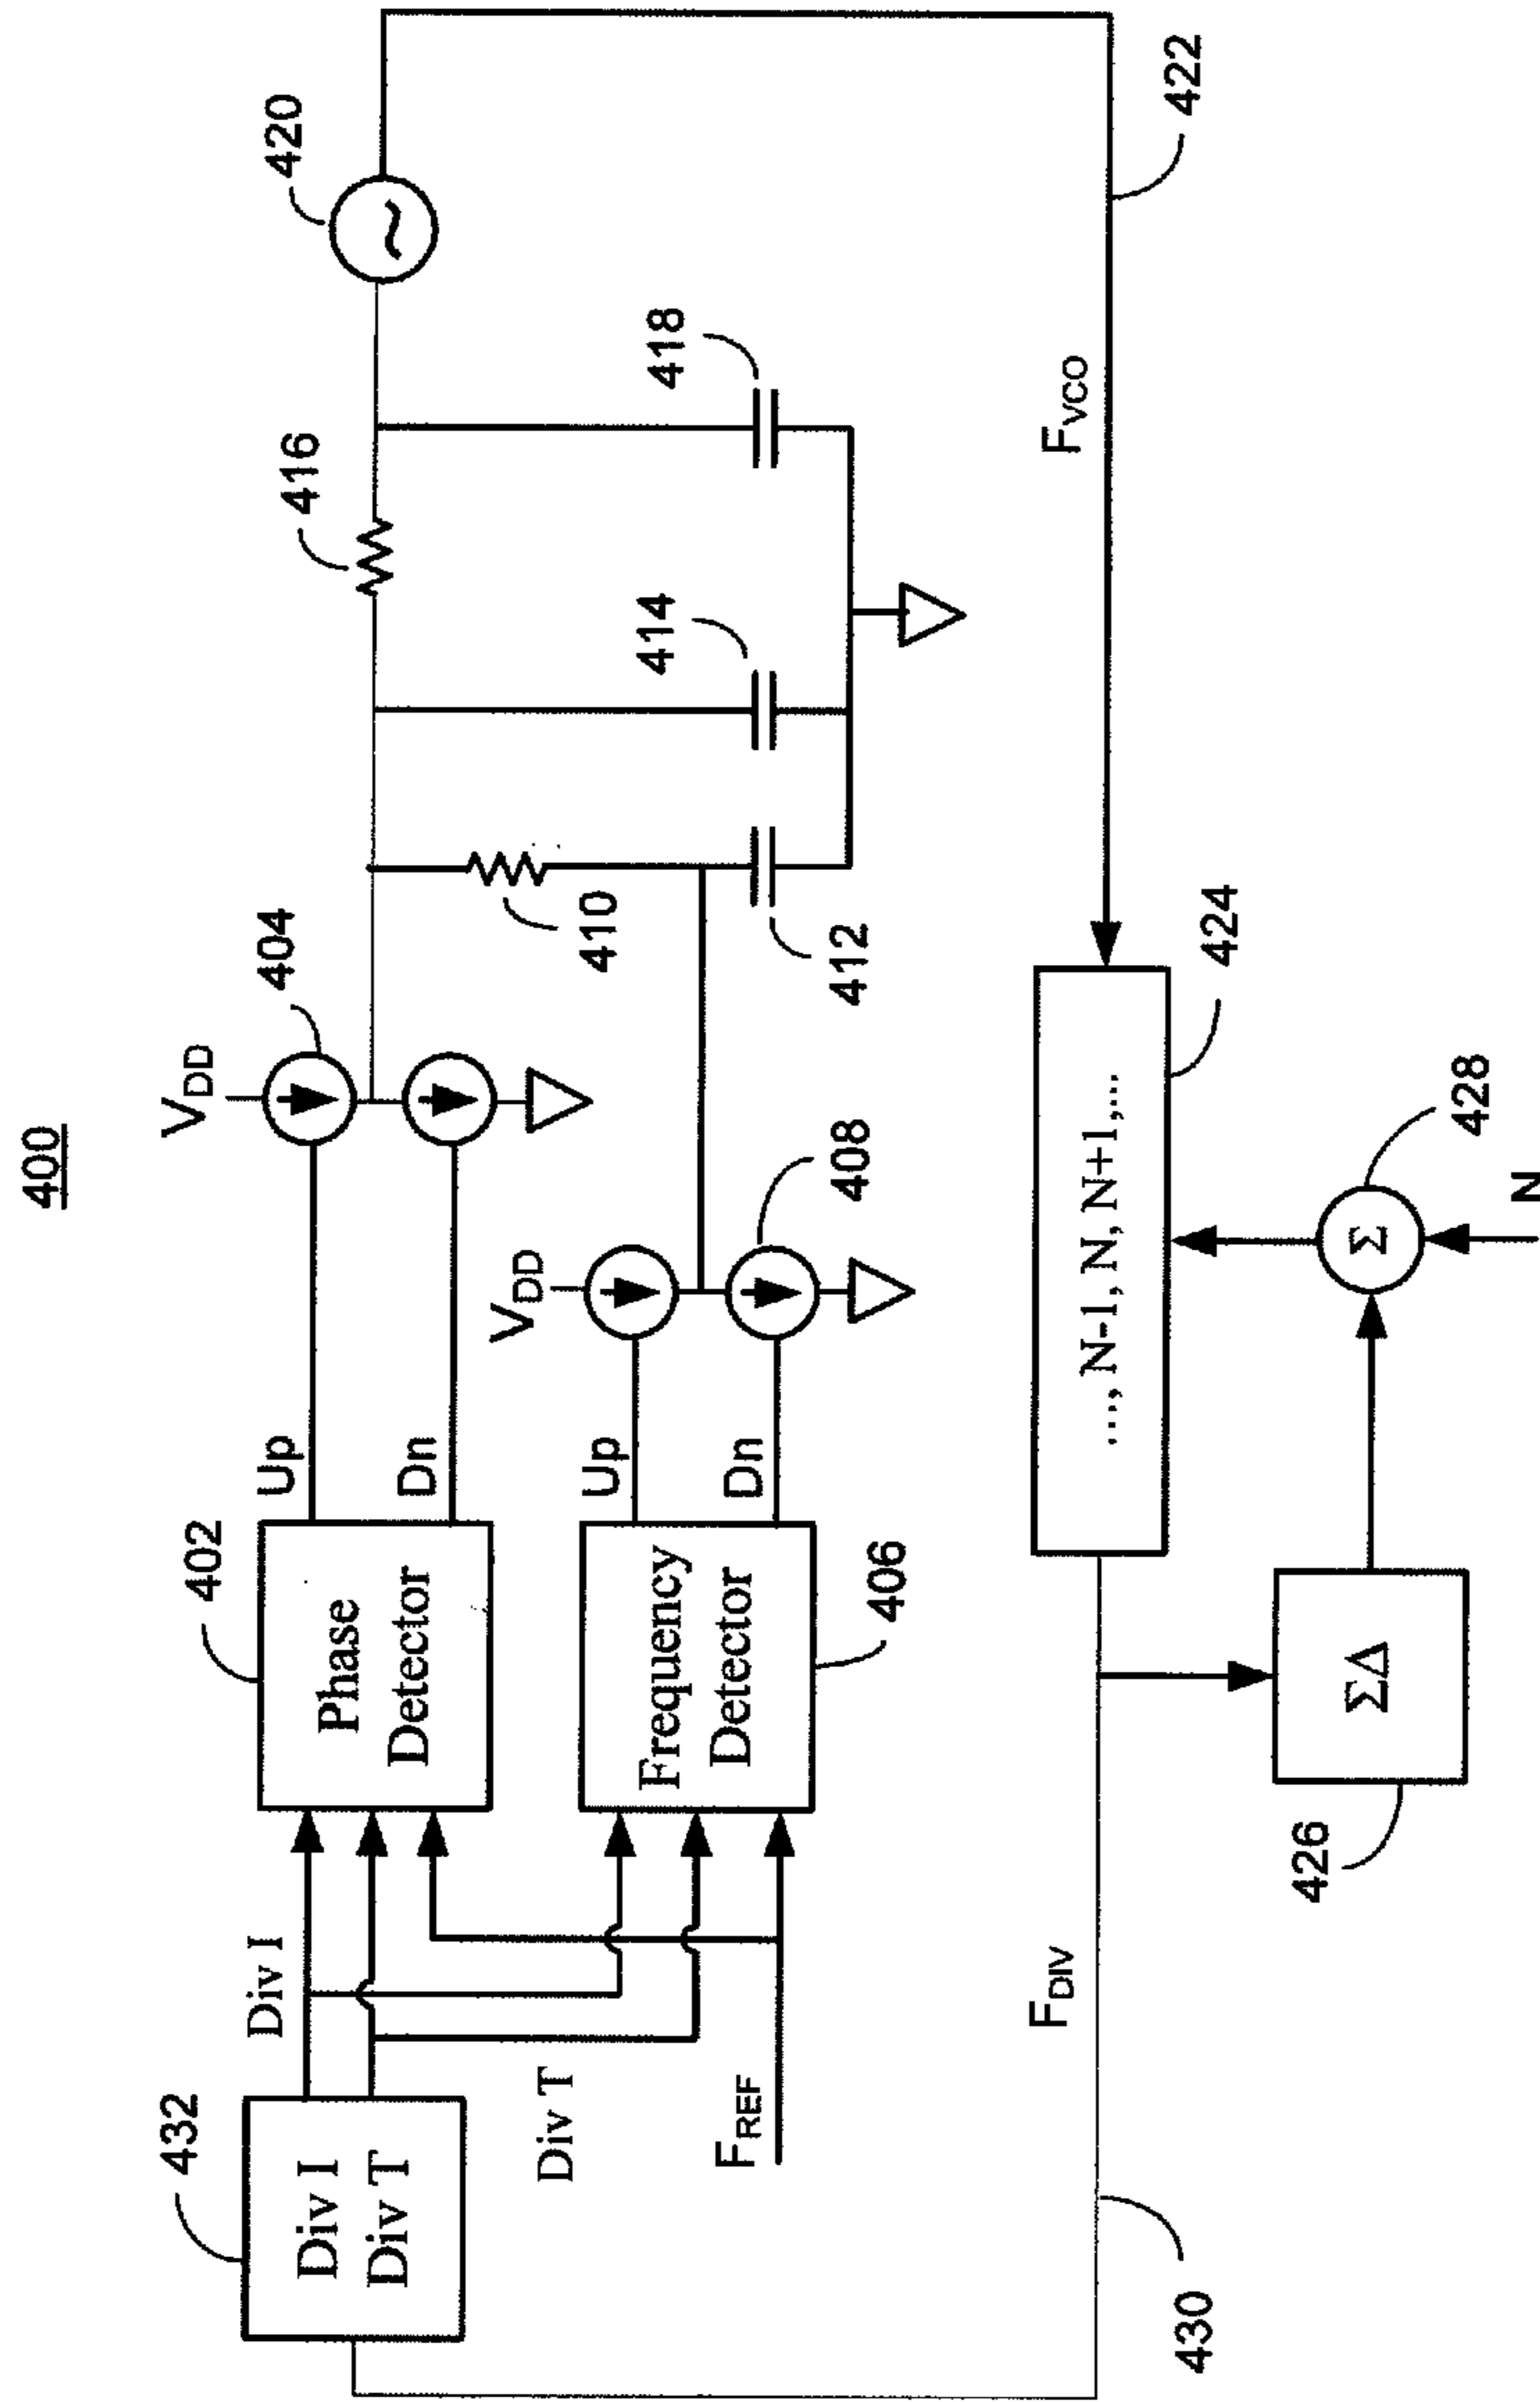 400
432
Div I
Div T
Div I
Div T
F_REF
402
Phase
Detector
Up
Dn
V_DD
404
416
420
406
Frequency
Detector
Up
Dn
V_DD
408
410
412
414
418
F_DIV
430
..., N-1, N, N+1,...
424
F_VCO
422
426
ΣΔ
Σ
428
N